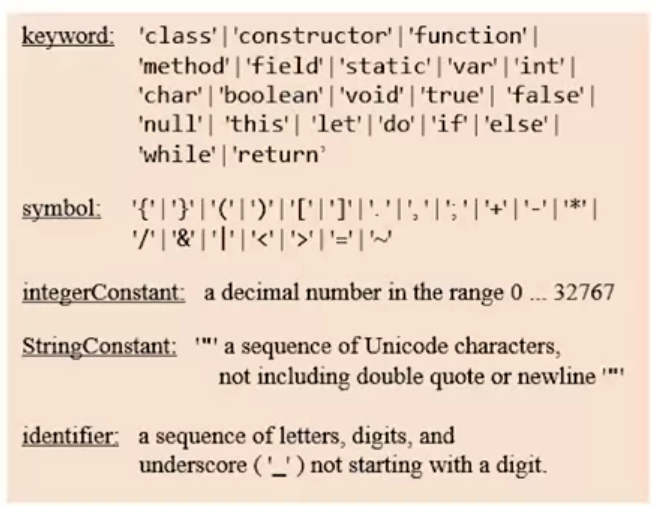 keyword: 'class'|'constructor'|'function'|
'method'|'field'|'static'|'var'|'int'|
'char'|'boolean'|'void'|'true'| 'false'|
'null'| 'this'| 'let'|'do'|'if'|'else'|
'while'|'return’
symbol: '{'|'}'|'('|')'|'['|']'|'.'|','|';'|'+'|'-'|'*'|
'/'|'&'|'|'|'<'|'>'|'='|'~'
integerConstant: a decimal number in the range 0 ... 32767
StringConstant: '"' a sequence of Unicode characters,
not including double quote or newline '"'
identifier: a sequence of letters, digits, and
underscore ( '_' ) not starting with a digit.